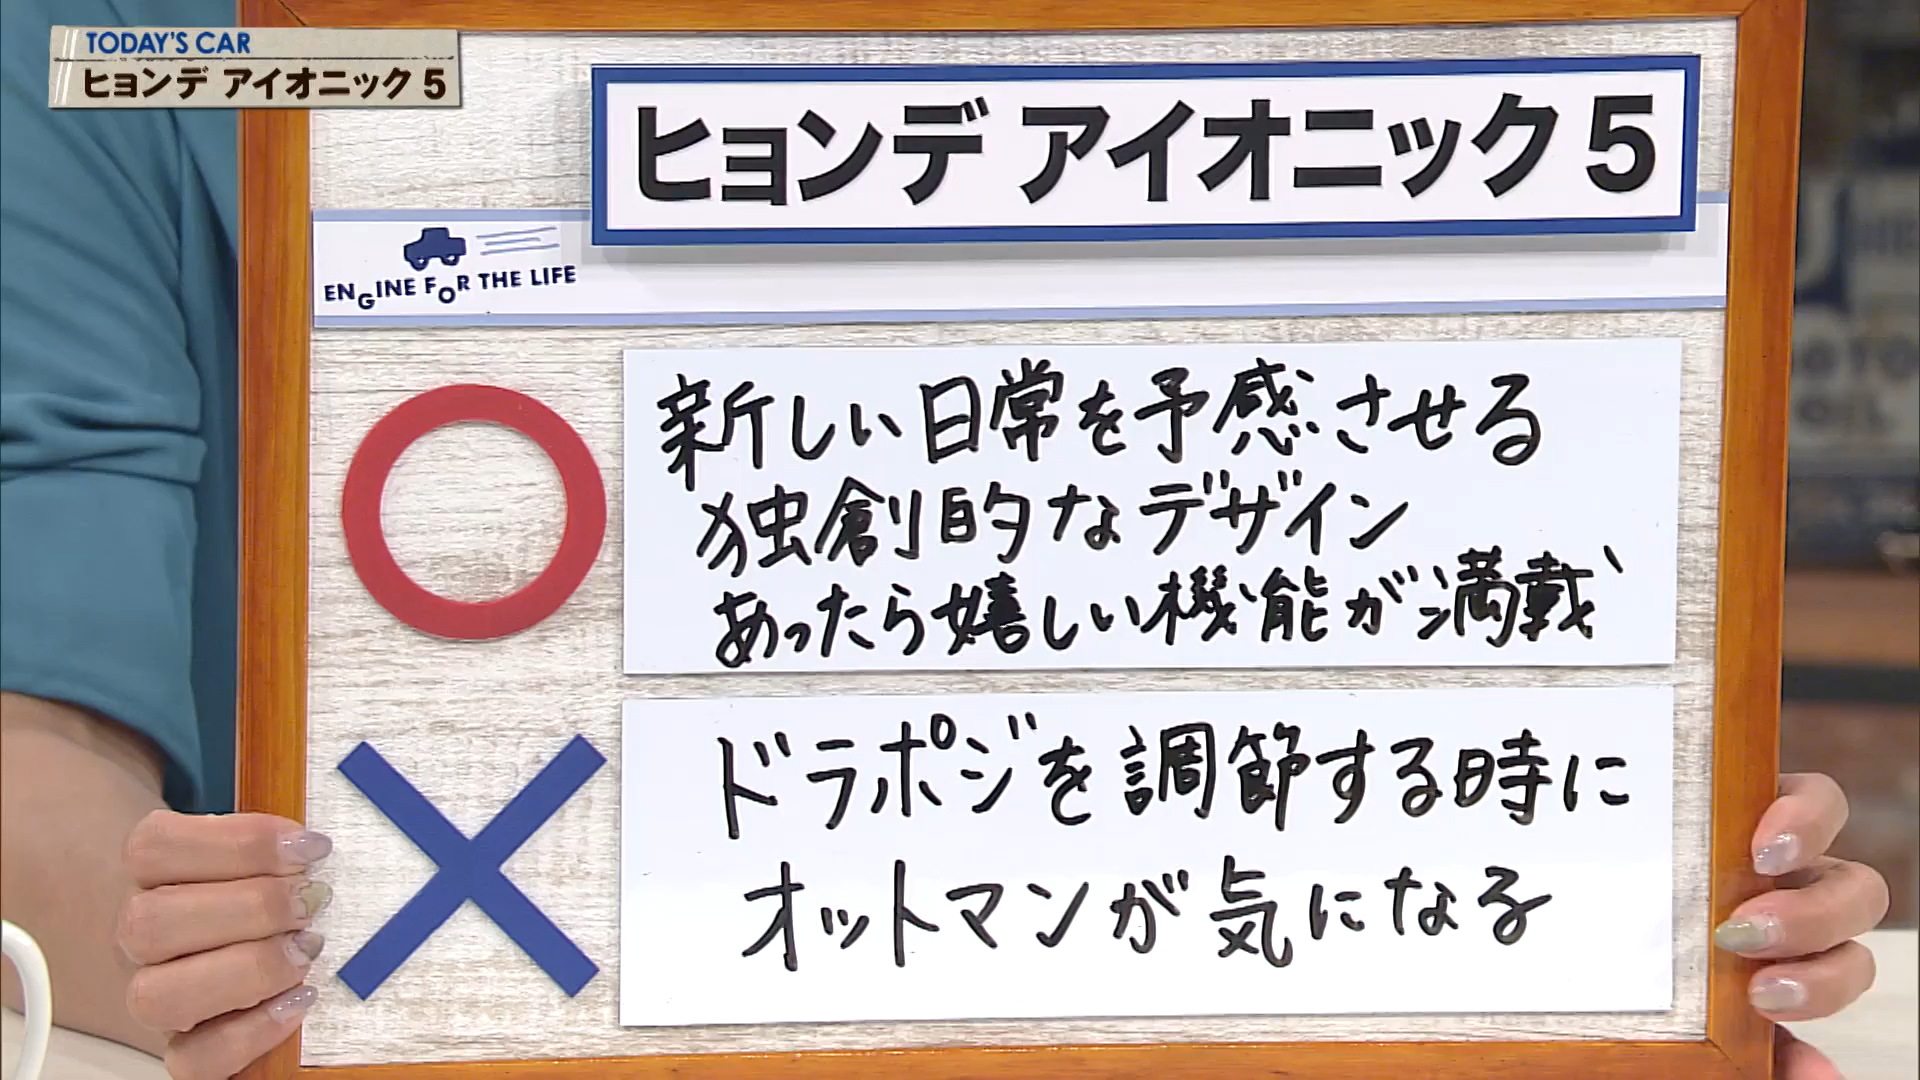 TODAY'S CAR
ヒョンデ アイオニック 5
ヒョンデ アイオニック 5
ENGINE FOR THE LIFE
新しい日常を予感させる
独創的なデザイン
あったら嬉しい機能が満載
ドラポジを調節する時に
オットマンが気になる